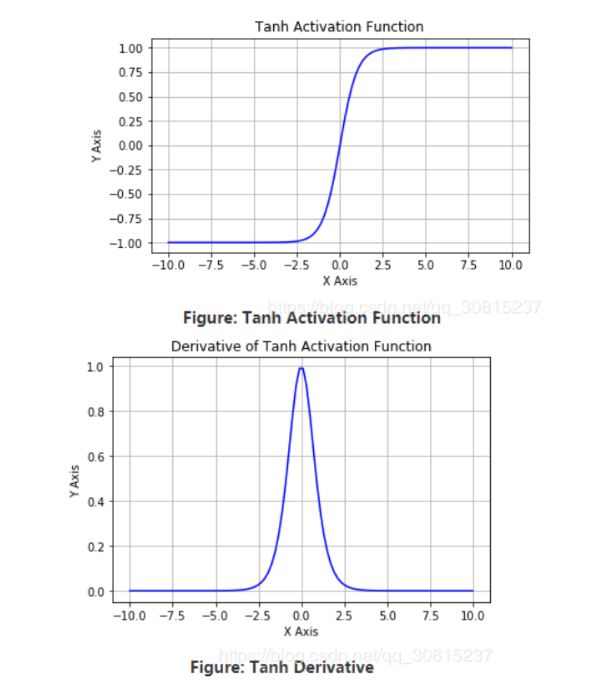 Tanh Activation Function
1.00
0.75
0.50
0.25
0.00
−0.25
−0.50
−0.75
−1.00
Y Axis
−10.0 −7.5 −5.0 −2.5 0.0 2.5 5.0 7.5 10.0
X Axis
https://blog.csdn.net/qq_30815237
Figure: Tanh Activation Function
Derivative of Tanh Activation Function
1.0
0.8
0.6
0.4
0.2
0.0
Y Axis
−10.0 −7.5 −5.0 −2.5 0.0 2.5 5.0 7.5 10.0
X Axis
https://blog.csdn.net/qq_30815237
Figure: Tanh Derivative